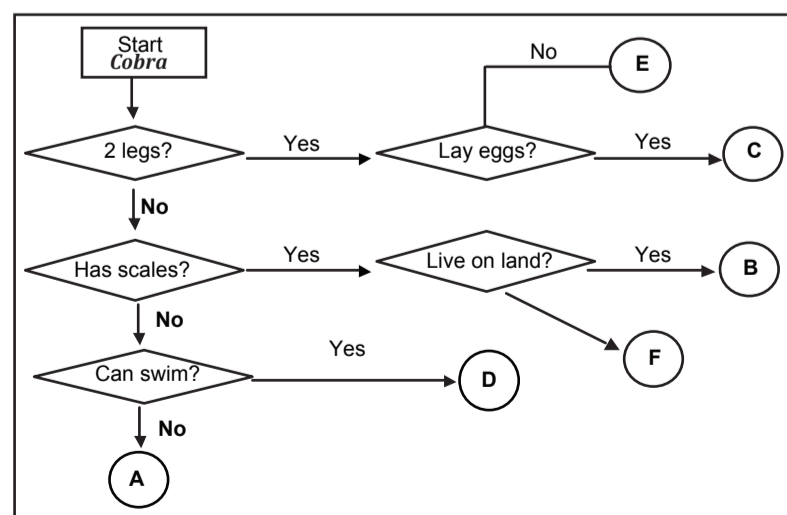 Start
Cobra
No
E
2 legs?
Yes
Lay eggs?
Yes
C
No
Has scales?
Yes
Live on land?
Yes
B
No
F
Can swim?
Yes
D
No
A